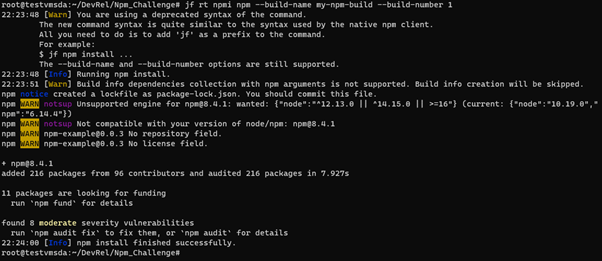 root@testvmsda:~/DevRel/Npm_Challenge# jf rt npmi npm --build-name my-npm-build --build-number 1
22:23:48 [Warn] You are using a deprecated syntax of the command.
The new command syntax is quite similar to the syntax used by the native npm client.
All you need to do is to add 'jf' as a prefix to the command.
For example:
$ jf npm install ...
The --build-name and --build-number options are still supported.
22:23:48 [Info] Running npm install.
22:23:51 [Warn] Build info dependencies collection with npm arguments is not supported. Build info creation will be skipped.
npm notice created a lockfile as package-lock.json. You should commit this file.
npm WARN notsup Unsupported engine for npm@8.4.1: wanted: {"node":"^12.13.0 || ^14.15.0 || >=16"} (current: {"node":"10.19.0","
npm":"6.14.4"})
npm WARN notsup Not compatible with your version of node/npm: npm@8.4.1
npm WARN npm-example@0.0.3 No repository field.
npm WARN npm-example@0.0.3 No license field.
+ npm@8.4.1
added 216 packages from 96 contributors and audited 216 packages in 7.927s
11 packages are looking for funding
run `npm fund` for details
found 8 moderate severity vulnerabilities
run `npm audit fix` to fix them, or `npm audit` for details
22:24:00 [Info] npm install finished successfully.
root@testvmsda:~/DevRel/Npm_Challenge#